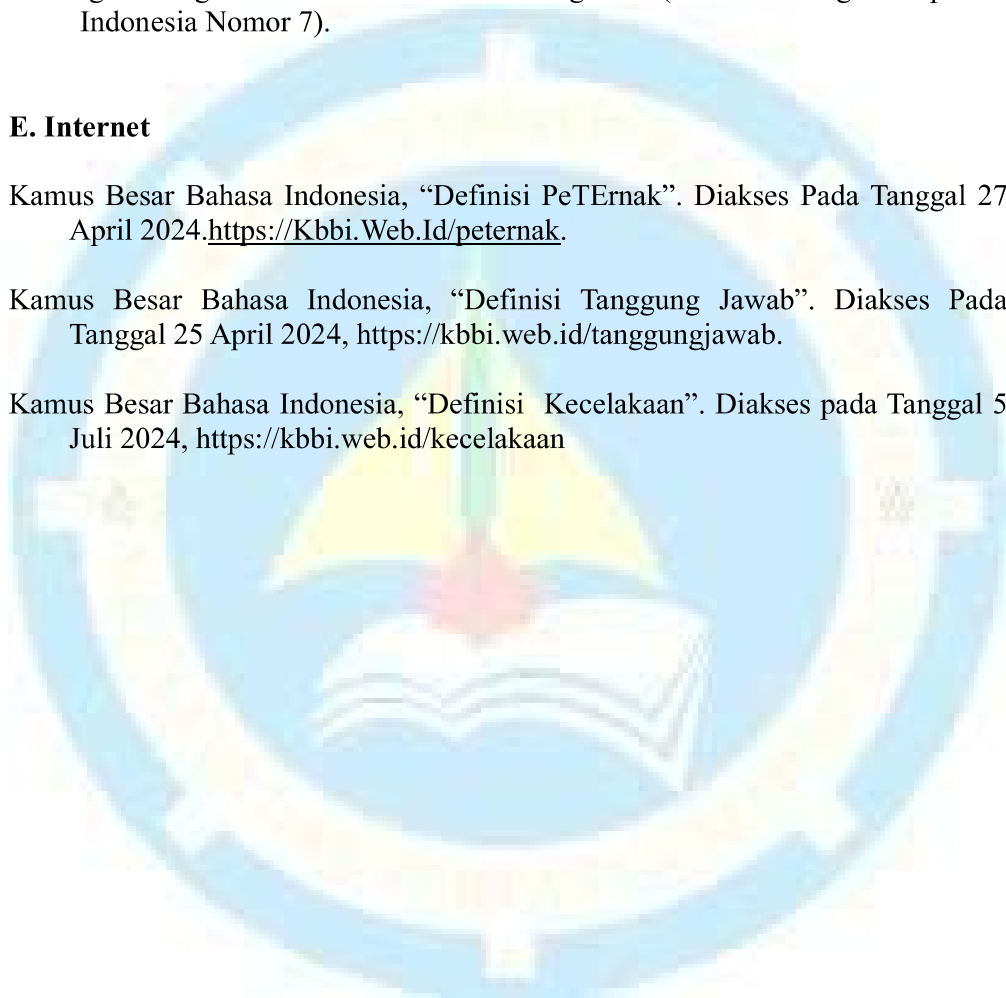 Indonesia Nomor 7).
E. Internet
Kamus Besar Bahasa Indonesia, “Definisi PeTErnak”. Diakses Pada Tanggal 27
April 2024.https://Kbbi.Web.Id/peternak.
Kamus Besar Bahasa Indonesia, “Definisi Tanggung Jawab”. Diakses Pada
Tanggal 25 April 2024, https://kbbi.web.id/tanggungjawab.
Kamus Besar Bahasa Indonesia, “Definisi  Kecelakaan”. Diakses pada Tanggal 5
Juli 2024, https://kbbi.web.id/kecelakaan